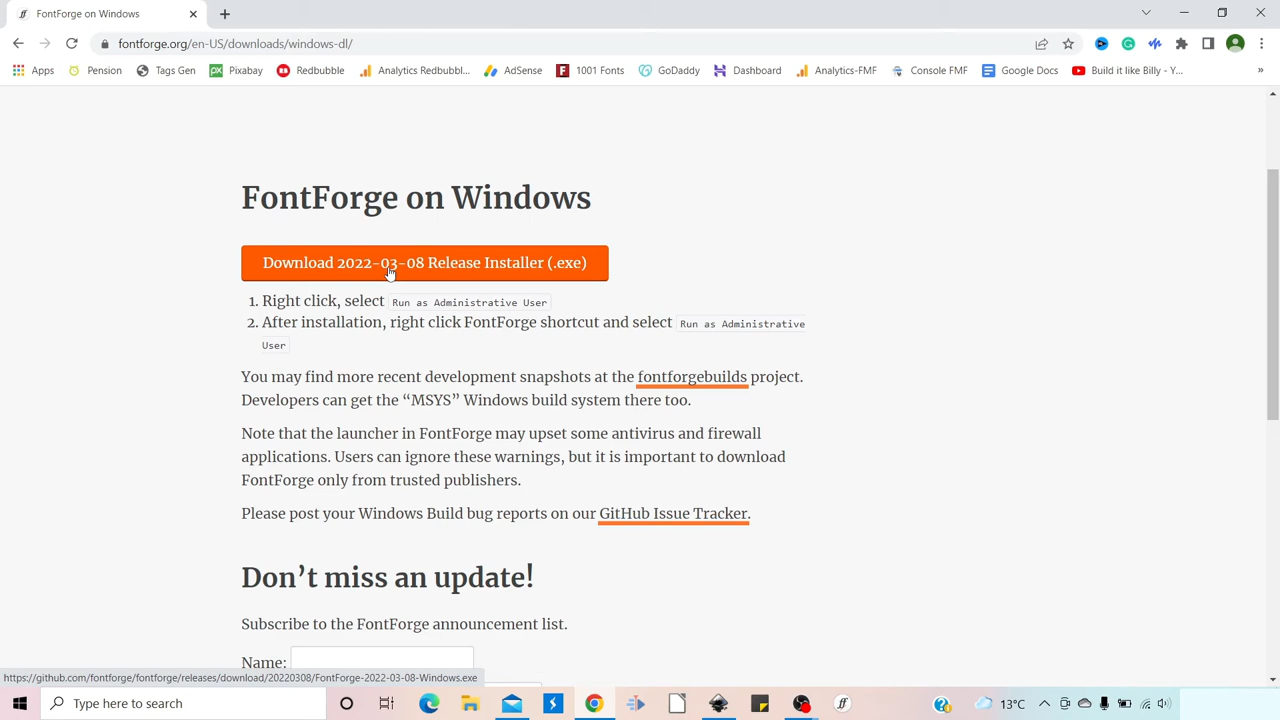 FontForge on Windows
fontforge.org/en-US/downloads/windows-dl/
Apps
Pension
Tags Gen
Pixabay
Redbubble
Analytics Redbubbl...
AdSense
1001 Fonts
GoDaddy
Dashboard
Analytics-FMF
Console FMF
Google Docs
Build it like Billy - Y...
»
FontForge on Windows
Download 2022-03-08 Release Installer (.exe)
1. Right click, select Run as Administrative User
2. After installation, right click FontForge shortcut and select Run as Administrative
User
You may find more recent development snapshots at the fontforgebuilds project.
Developers can get the “MSYS” Windows build system there too.
Note that the launcher in FontForge may upset some antivirus and firewall
applications. Users can ignore these warnings, but it is important to download
FontForge only from trusted publishers.
Please post your Windows Build bug reports on our GitHub Issue Tracker.
Don’t miss an update!
Subscribe to the FontForge announcement list.
Name:
https://github.com/fontforge/fontforge/releases/download/20220308/FontForge-2022-03-08-Windows.exe
Type here to search
13°C